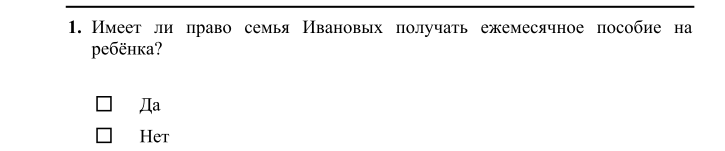 1. Имеет ли право семья Ивановых получать ежемесячное пособие на
ребёнка?
Да
Нет